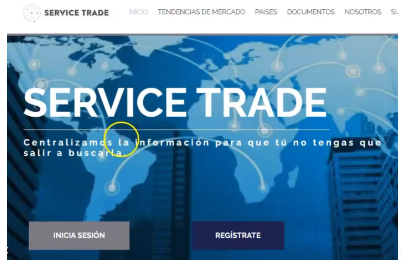 SERVICE TRADE
INICIO TENDENCIAS DE MERCADO PAISES DOCUMENTOS NOSOTROS
SERVICE TRADE
Centralizamos la información para que tú no tengas que
salir a buscarla.
INICIA SESIÓN REGÍSTRATE